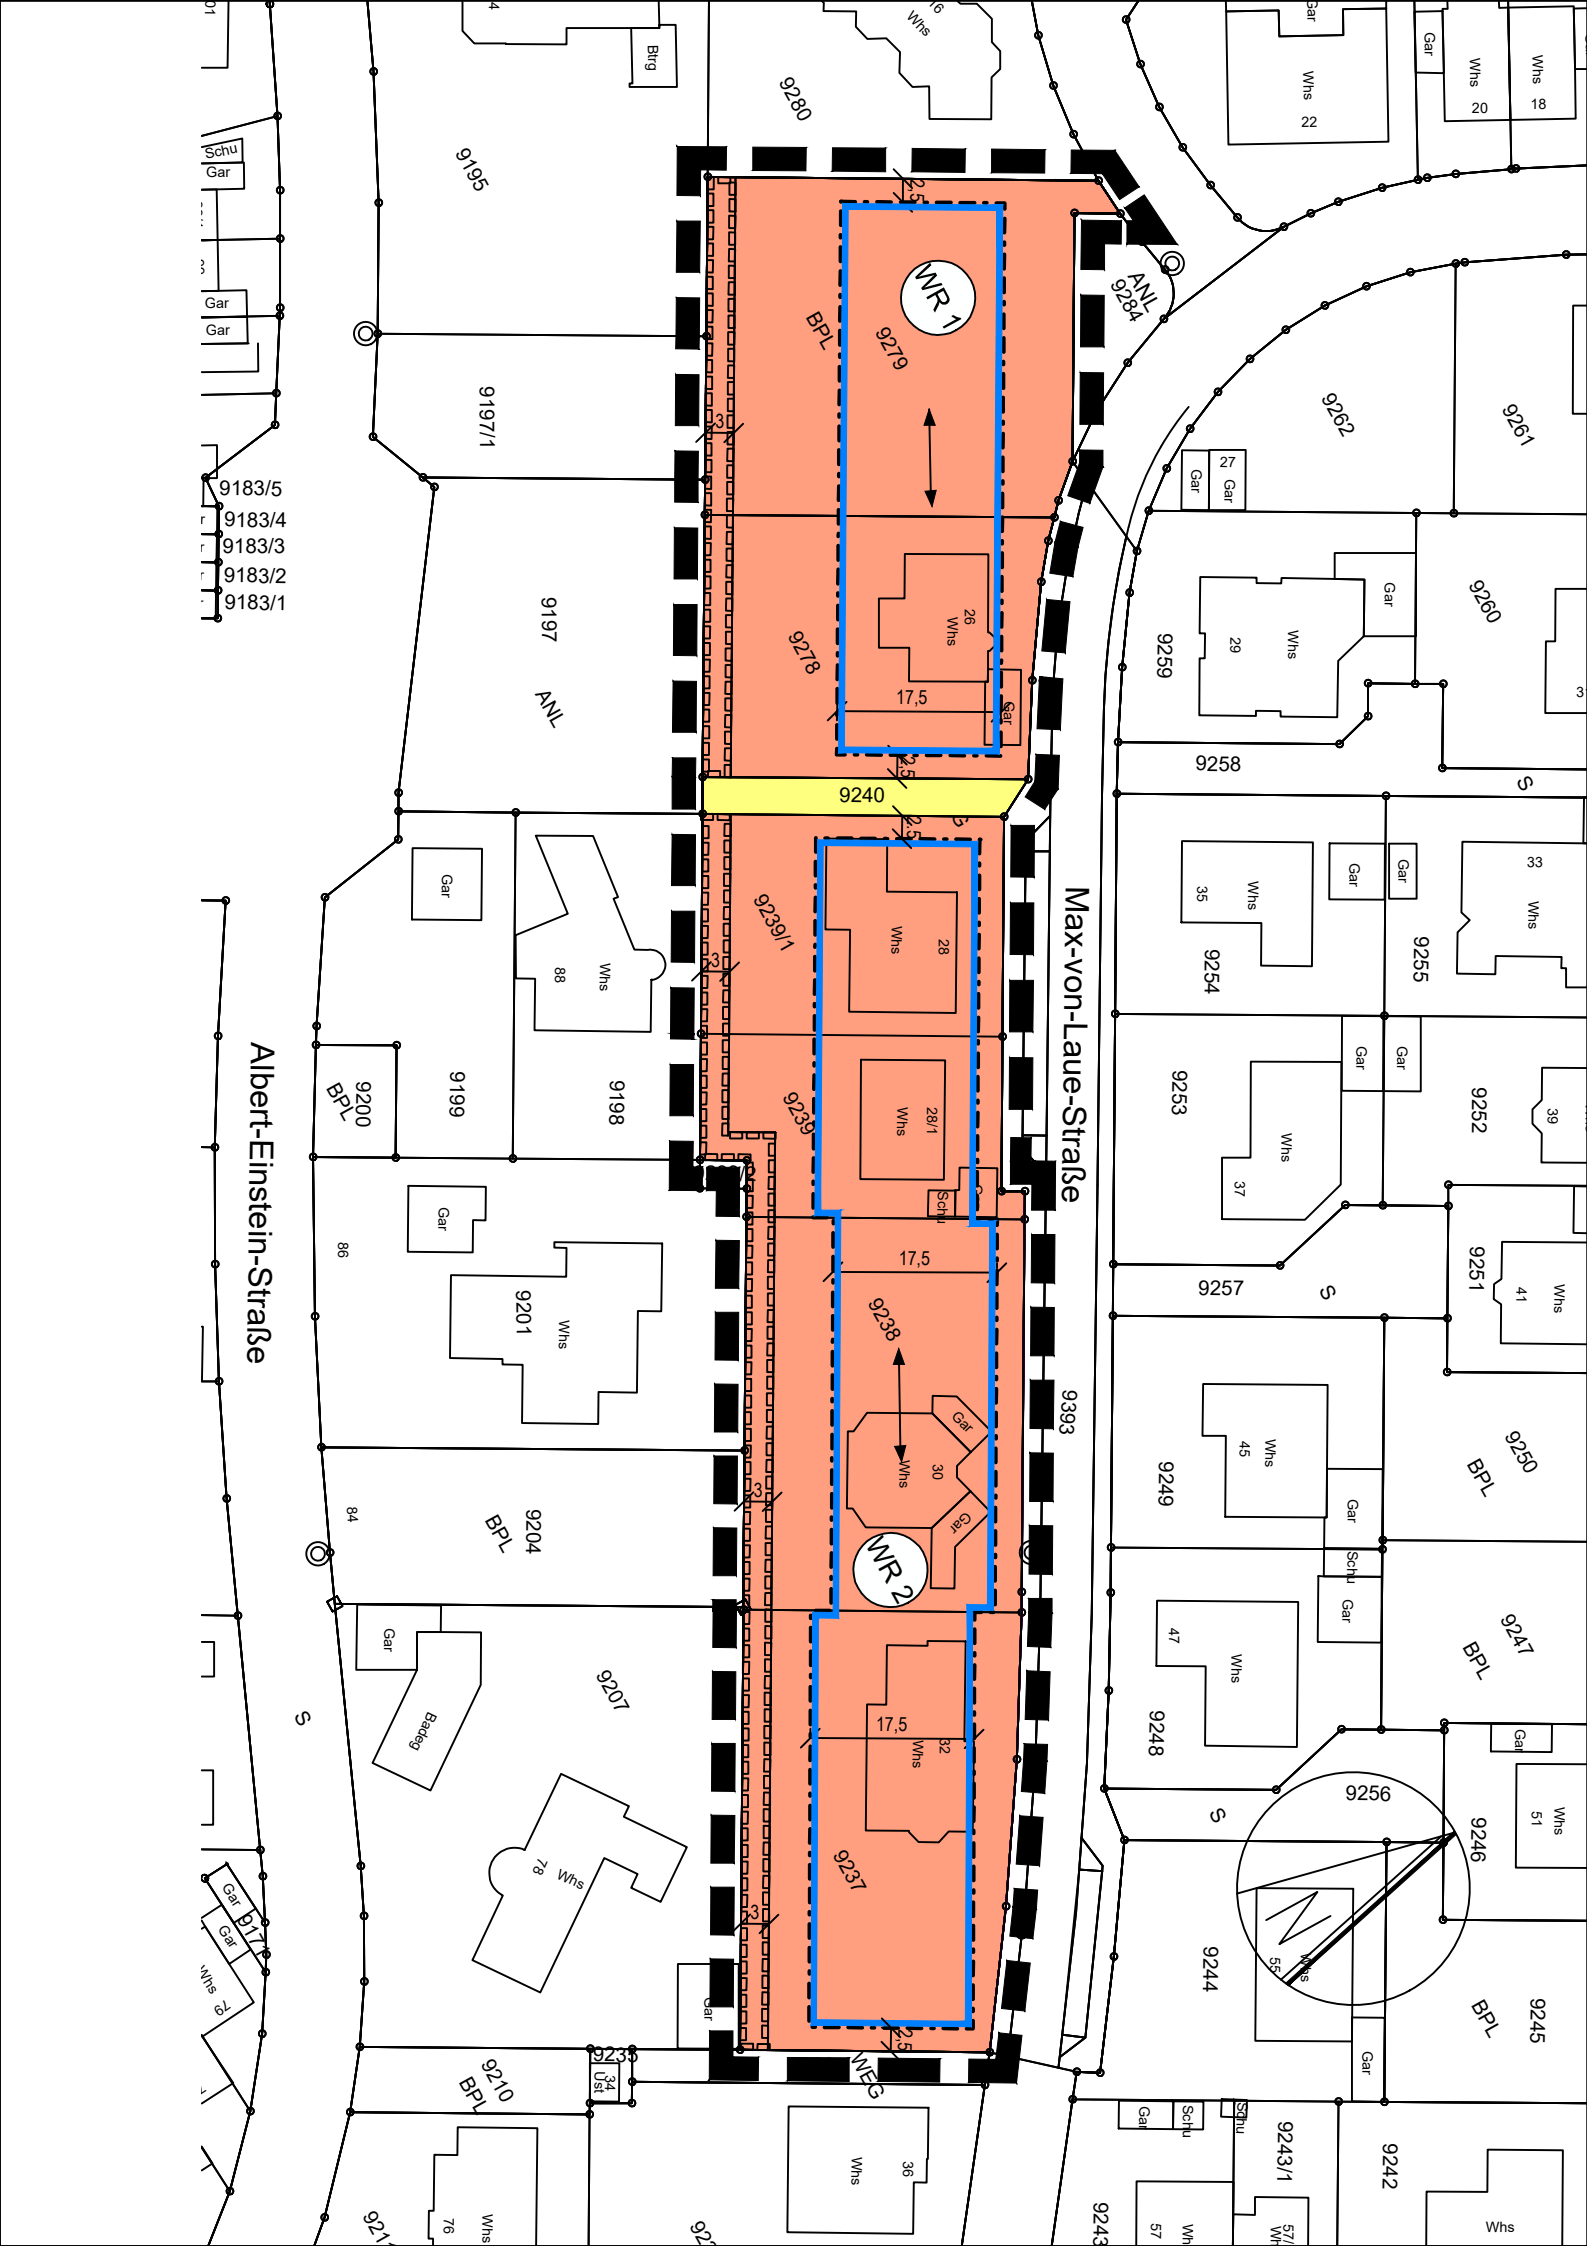 4
Btrg
16
Whs
9280
Gar
Whs
22
Gar
Whs
20
Whs
18
Schu
Gar
9195
2,5
WR 1
ANL
9284
Gar
Gar
BPL
9279
9197/1
3
9262
9261
27
Gar
Gar
9183/5
9183/4
9183/3
9183/2
9183/1
9197
ANL
9278
26
Whs
17,5
Gar
9259
29
Whs
Gar
9260
2,5
9240
9258
S
2,5
Gar
88
Whs
9239/1
3
28
Whs
Max-von-Laue-Straße
35
Whs
Gar
Gar
33
Whs
9254
9255
Albert-Einstein-Straße
9200
BPL
9199
9198
9239
28/1
Whs
Schu
9253
Gar
Gar
Whs
37
9252
39
86
Gar
9201
Whs
17,5
9238
9257
S
9251
41
Whs
84
9204
BPL
3
Gar
30
Whs
Gar
WR 2
9393
9249
45
Whs
Gar
Schu
Gar
9250
BPL
S
Gar
Badeg
9207
17,5
32
Whs
47
Whs
9248
9247
BPL
Gar
78
Whs
9237
3
S
9256
9246
51
Whs
N
Gar
Gar
9171
Whs
79
Gar
2,5
WEG
9244
55
Whs
Gar
9245
BPL
9235
34
Ust
9210
BPL
76
Whs
36
Whs
Gar
Schu
Schu
9243/1
9242
9243
57
Whs